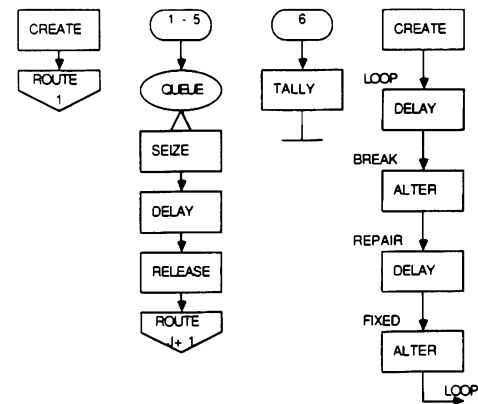 CREATE
ROUTE
1
1 - 5
QUEUE
SEIZE
DELAY
RELEASE
ROUTE
J+ 1
6
TALLY
CREATE
LOOP
DELAY
BREAK
ALTER
REPAIR
DELAY
FIXED
ALTER
LOOP